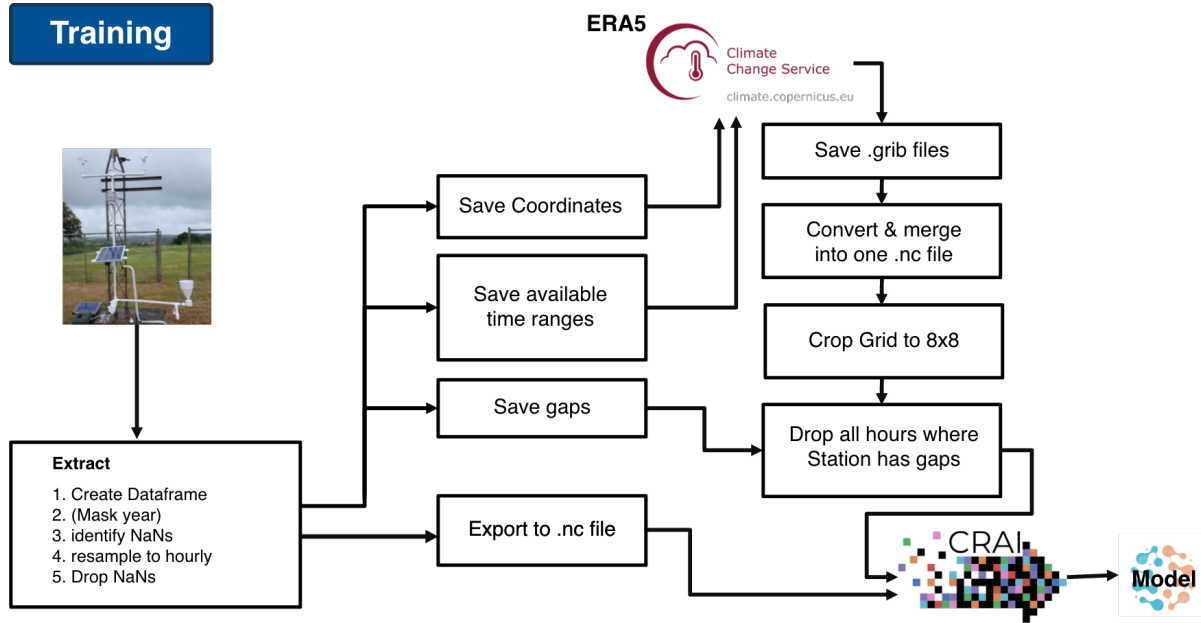 Training
ERA5
Climate
Change Service
climate.copernicus.eu
Save .grib files
Save Coordinates
Convert & merge
into one .nc file
Save available
time ranges
Crop Grid to 8x8
Save gaps
Drop all hours where
Station has gaps
Extract
1. Create Dataframe
2. (Mask year)
3. identify NaNs
4. resample to hourly
5. Drop NaNs
Export to .nc file
CRAI
Model